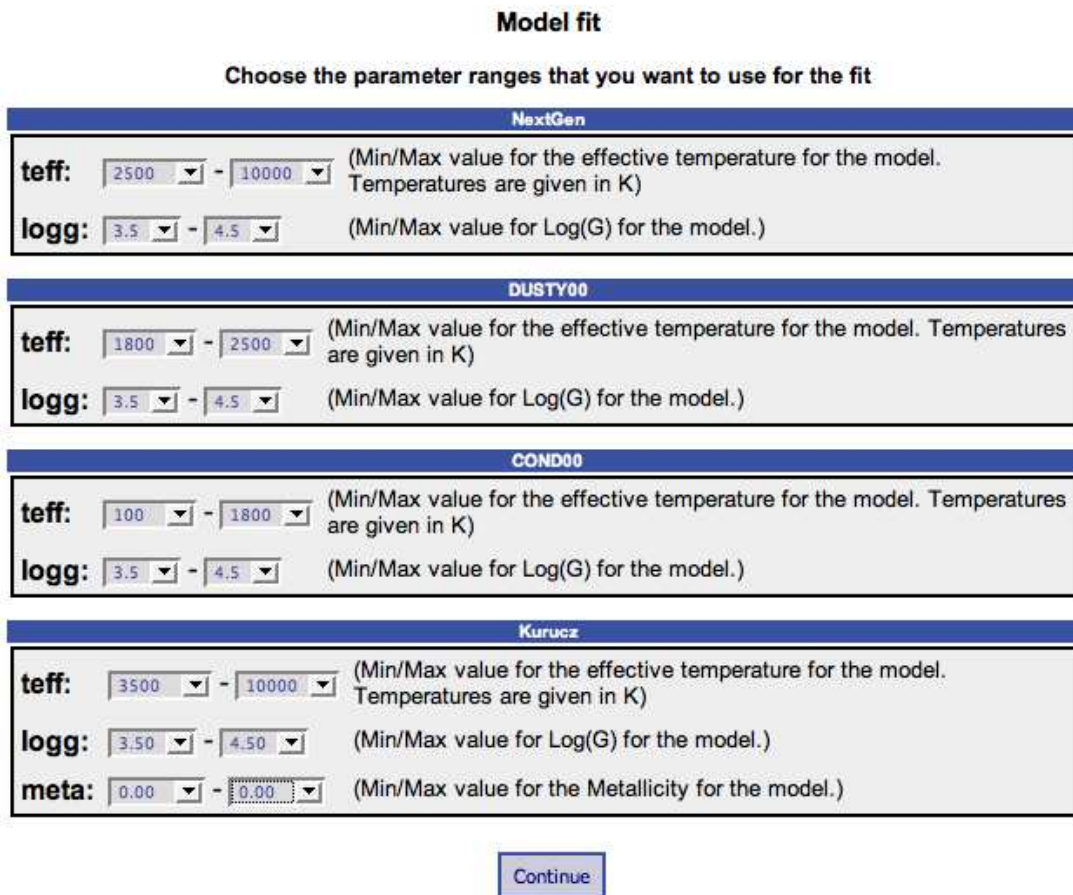 Model fit
Choose the parameter ranges that you want to use for the fit
NextGen
teff: 2500 - 10000 (Min/Max value for the effective temperature for the model.
Temperatures are given in K)
logg: 3.5 - 4.5 (Min/Max value for Log(G) for the model.)
DUSTY00
teff: 1800 - 2500 (Min/Max value for the effective temperature for the model. Temperatures
are given in K)
logg: 3.5 - 4.5 (Min/Max value for Log(G) for the model.)
COND00
teff: 100 - 1800 (Min/Max value for the effective temperature for the model. Temperatures
are given in K)
logg: 3.5 - 4.5 (Min/Max value for Log(G) for the model.)
Kurucz
teff: 3500 - 10000 (Min/Max value for the effective temperature for the model.
Temperatures are given in K)
logg: 3.50 - 4.50 (Min/Max value for Log(G) for the model.)
meta: 0.00 - 0.00 (Min/Max value for the Metallicity for the model.)
Continue